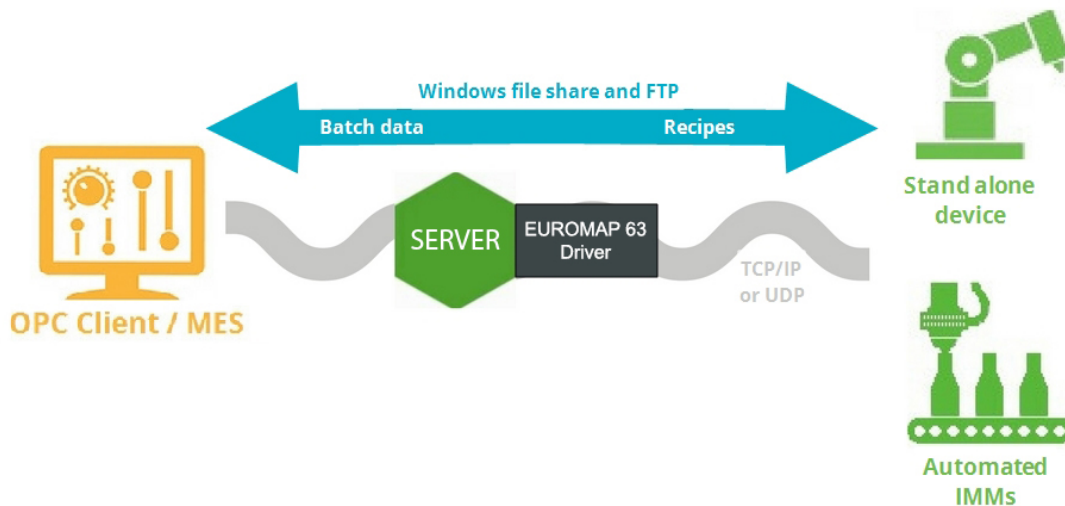 Windows file share and FTP
Batch data
Recipes
Stand alone
device
SERVER
EUROMAP 63
Driver
TCP/IP
or UDP
OPC Client / MES
Automated
IMMs